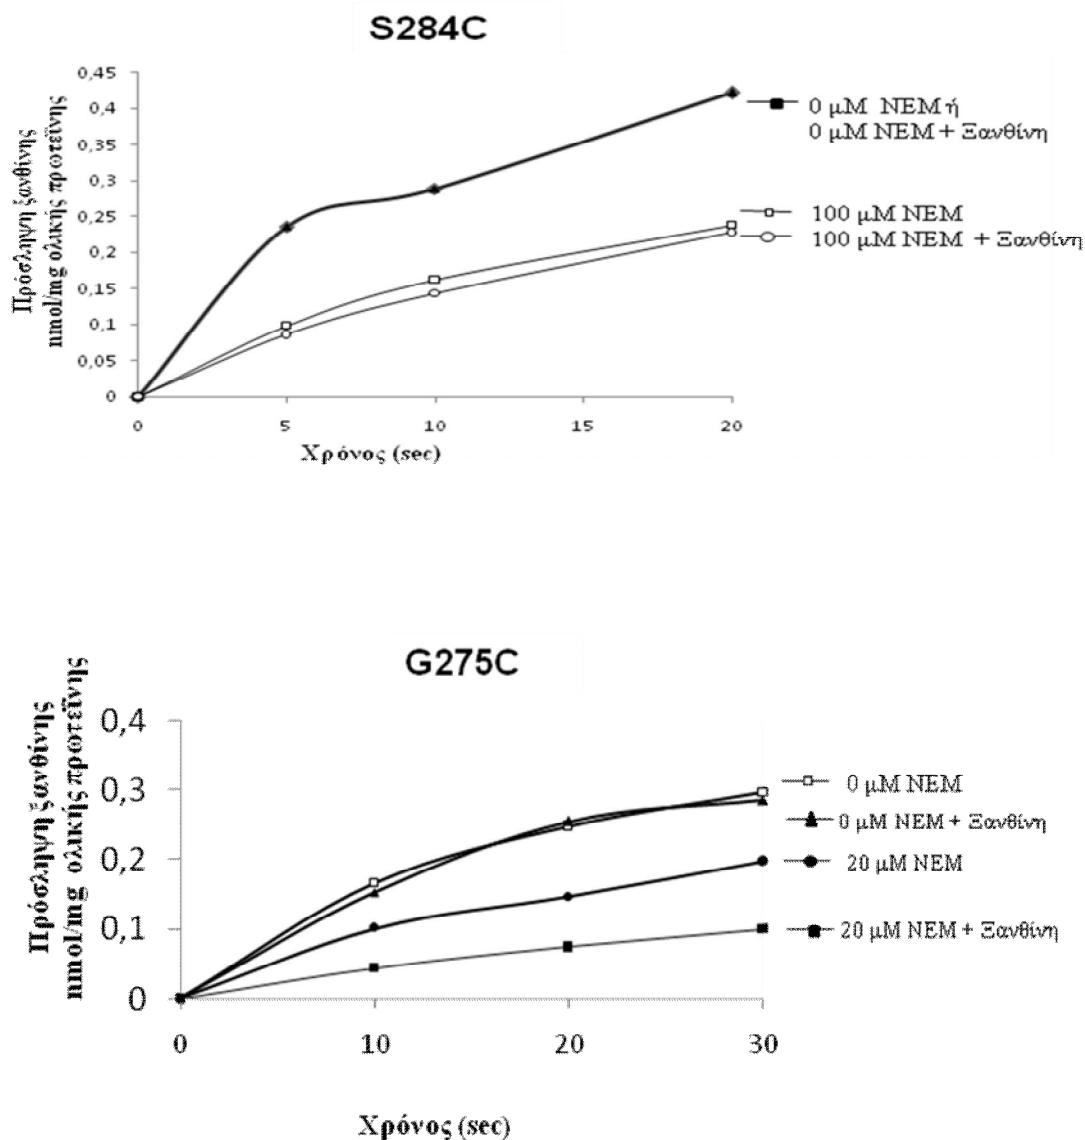 S284C
Πρόσληψη ξανθίνης
nmol/mg ολικής πρωτεΐνης
0,45
0,4
0,35
0,3
0,25
0,2
0,15
0,1
0,05
0
0 5 10 15 20
Χρόνος (sec)
0 μM NEM ή
0 μM NEM + Ξανθίνη
100 μM NEM
100 μM NEM + Ξανθίνη
G275C
Πρόσληψη ξανθίνης
nmol/mg ολικής πρωτεΐνης
0,4
0,3
0,2
0,1
0
0 10 20 30
Χρόνος (sec)
0 μM NEM
0 μM NEM + Ξανθίνη
20 μM NEM
20 μM NEM + Ξανθίνη